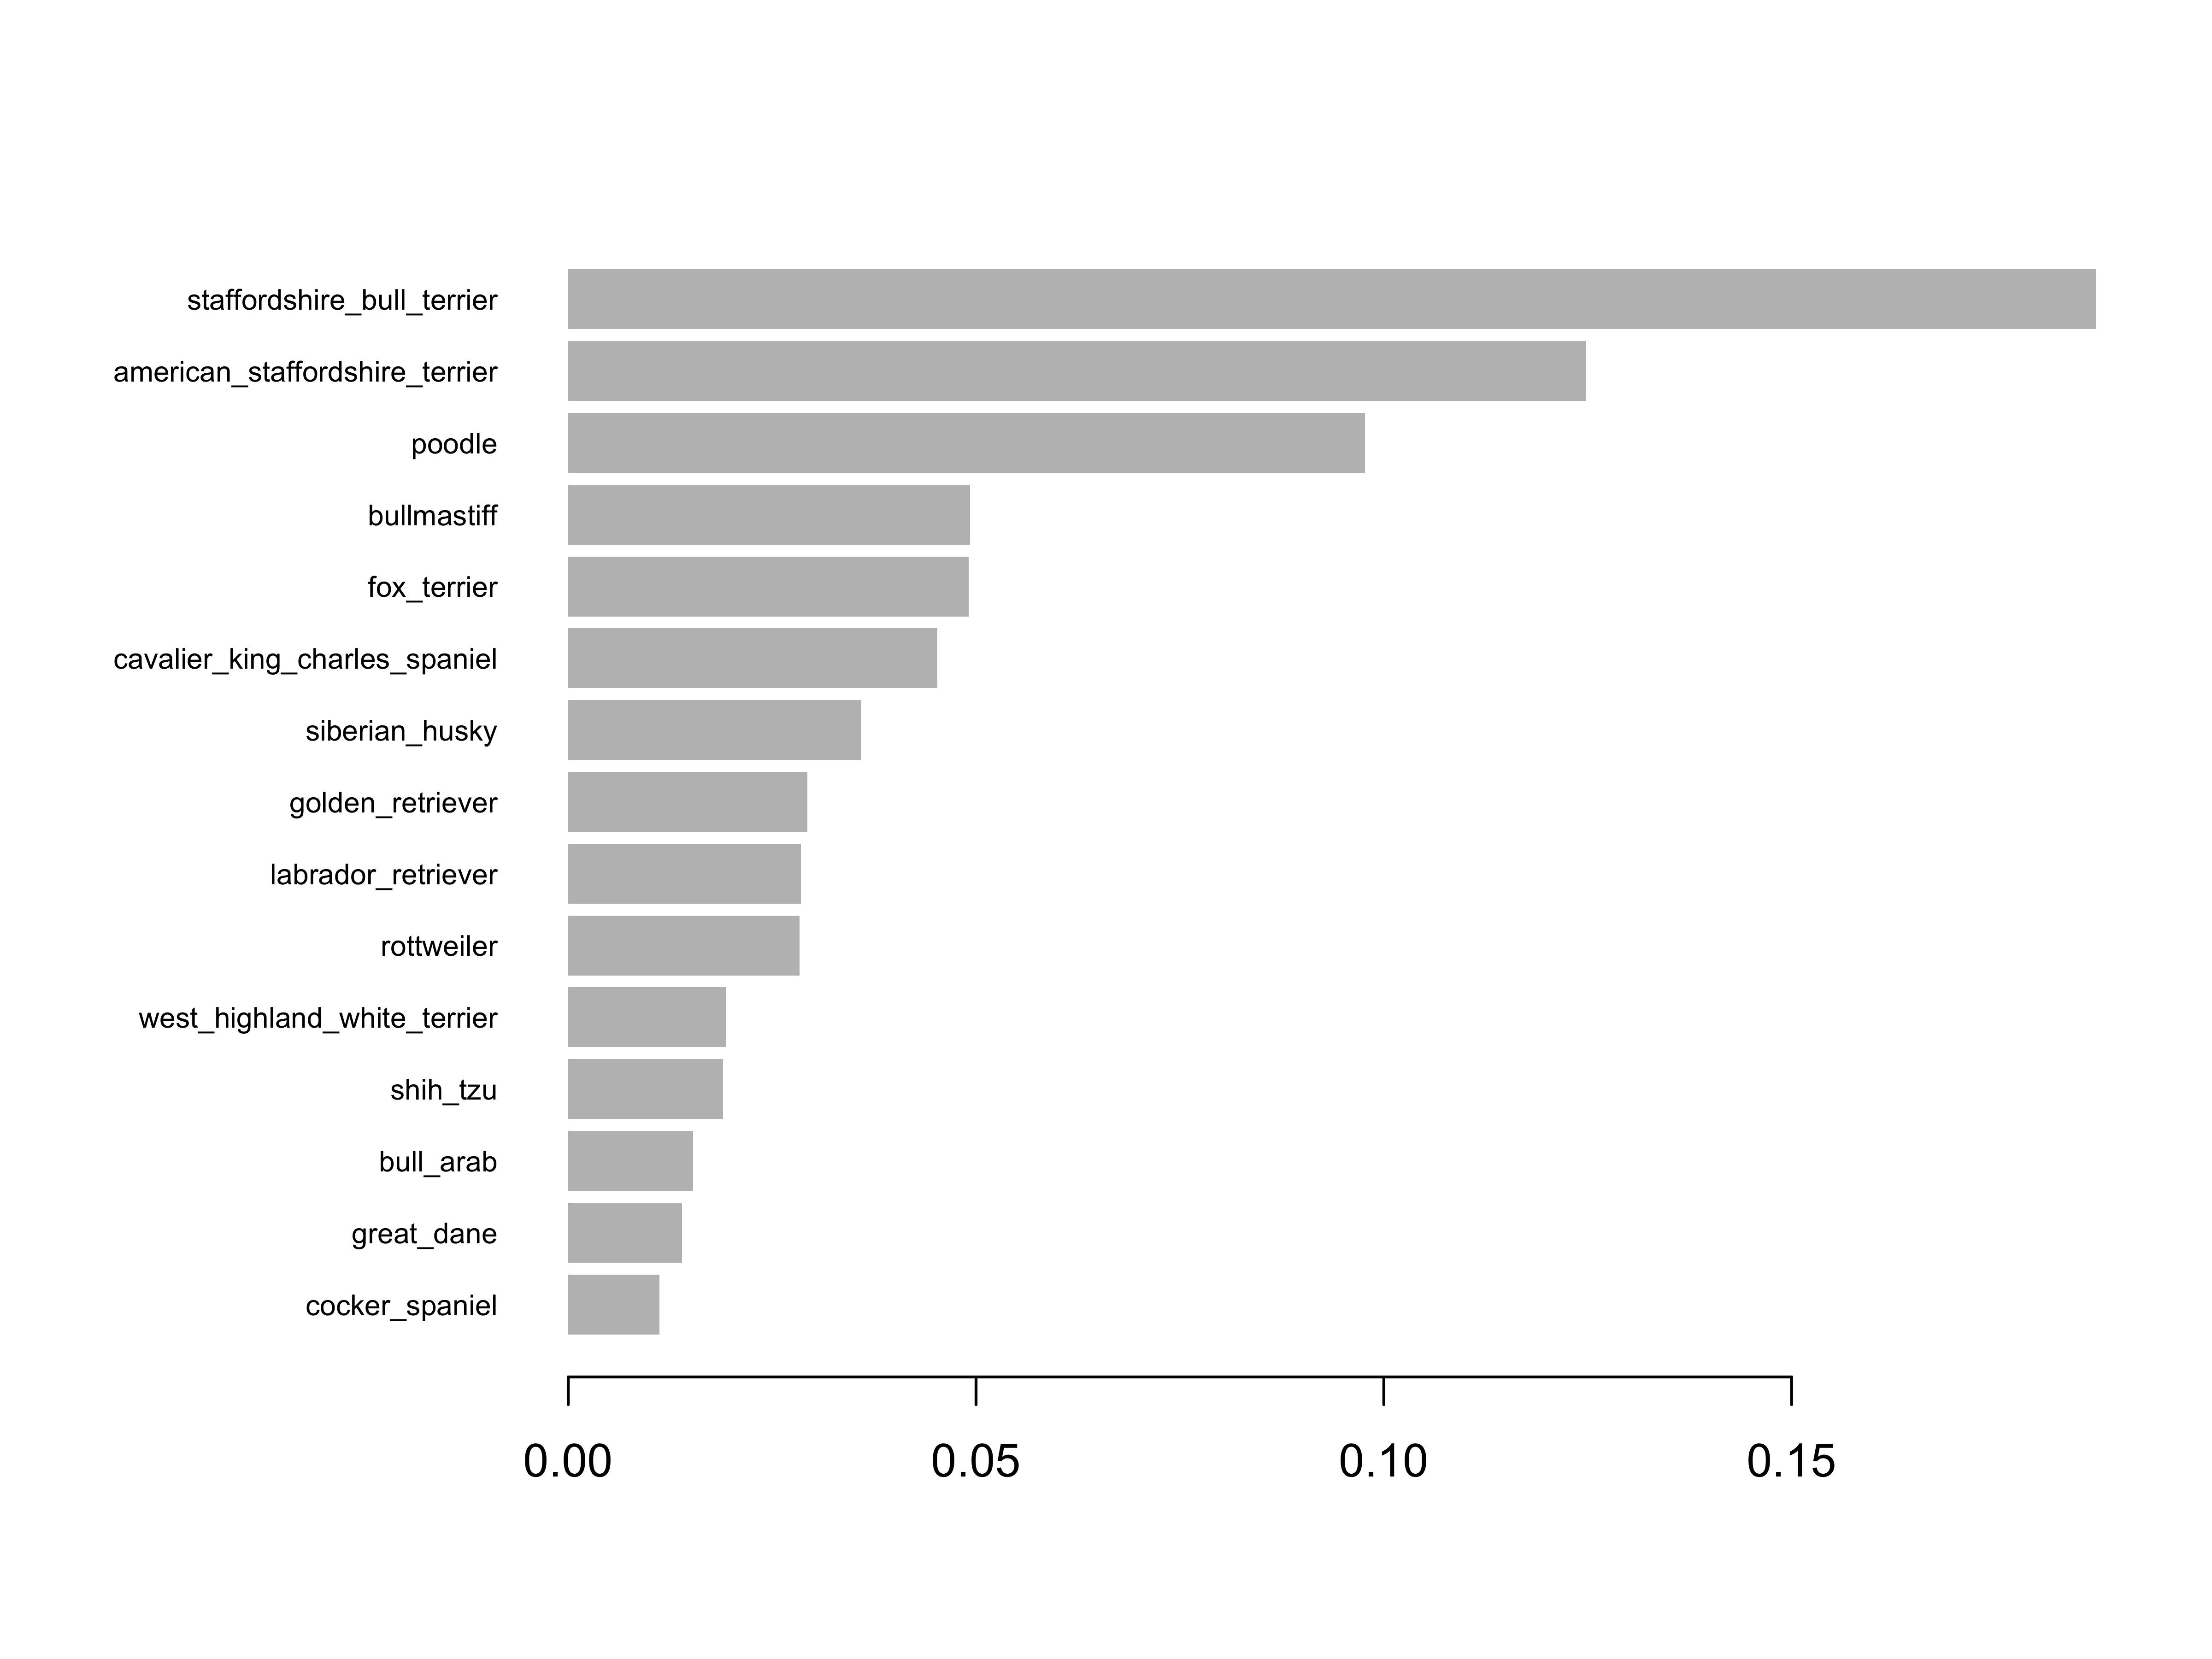 staffordshire_bull_terrier
american_staffordshire_terrier
poodle
bullmastiff
fox_terrier
cavalier_king_charles_spaniel
siberian_husky
golden_retriever
labrador_retriever
rottweiler
west_highland_white_terrier
shih_tzu
bull_arab
great_dane
cocker_spaniel
0.00 0.05 0.10 0.15